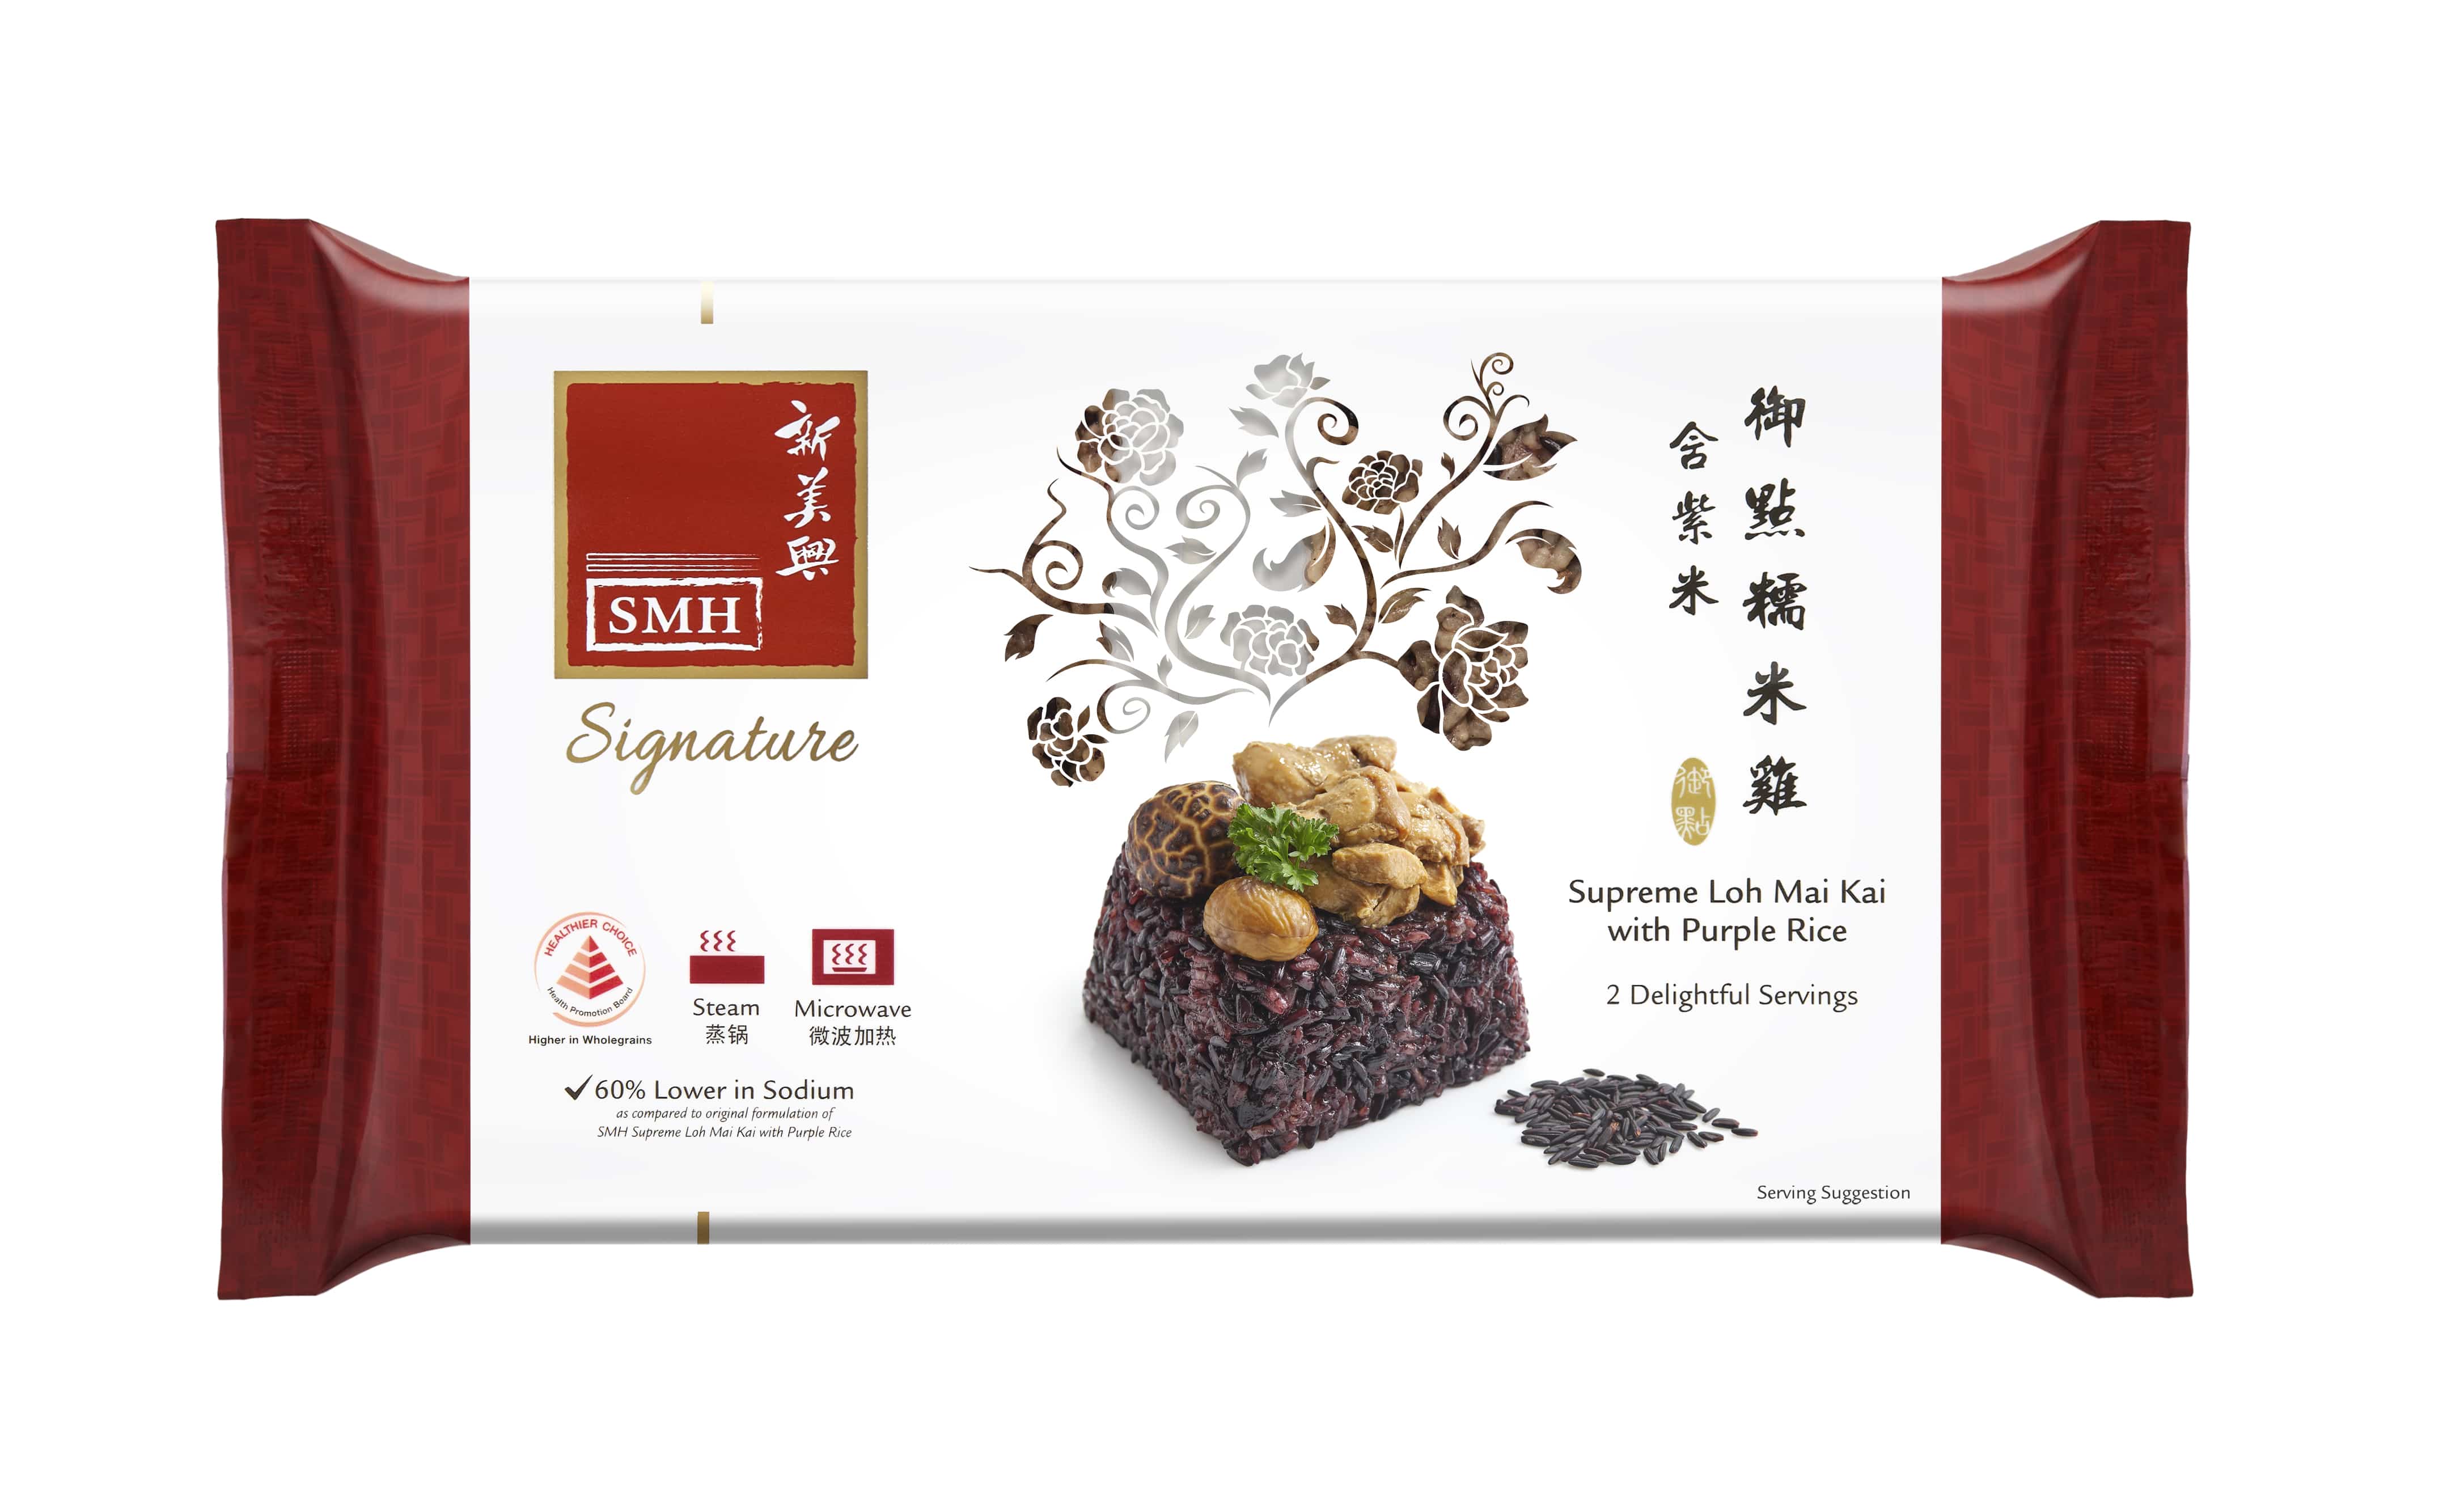 新美興
SMH
Signature
HEALTHIER CHOICE
Health Promotion Board
Higher in Wholegrains
Steam
蒸锅
Microwave
微波加热
60% Lower in Sodium
as compared to original formulation of
SMH Supreme Loh Mai Kai with Purple Rice
御點糯米雞
含紫米
御點
Supreme Loh Mai Kai
with Purple Rice
2 Delightful Servings
Serving Suggestion